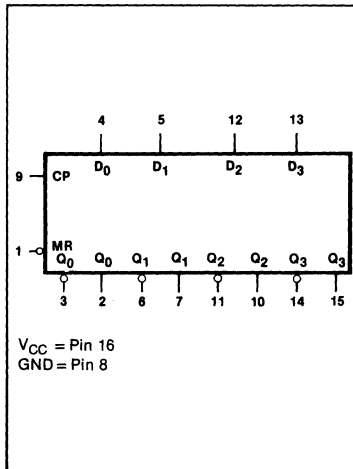 4 5 12 13
D0 D1 D2 D3
9 CP
1 MR
Q0 Q0 Q1 Q1 Q2 Q2 Q3 Q3
3 2 6 7 11 10 14 15
VCC = Pin 16
GND = Pin 8